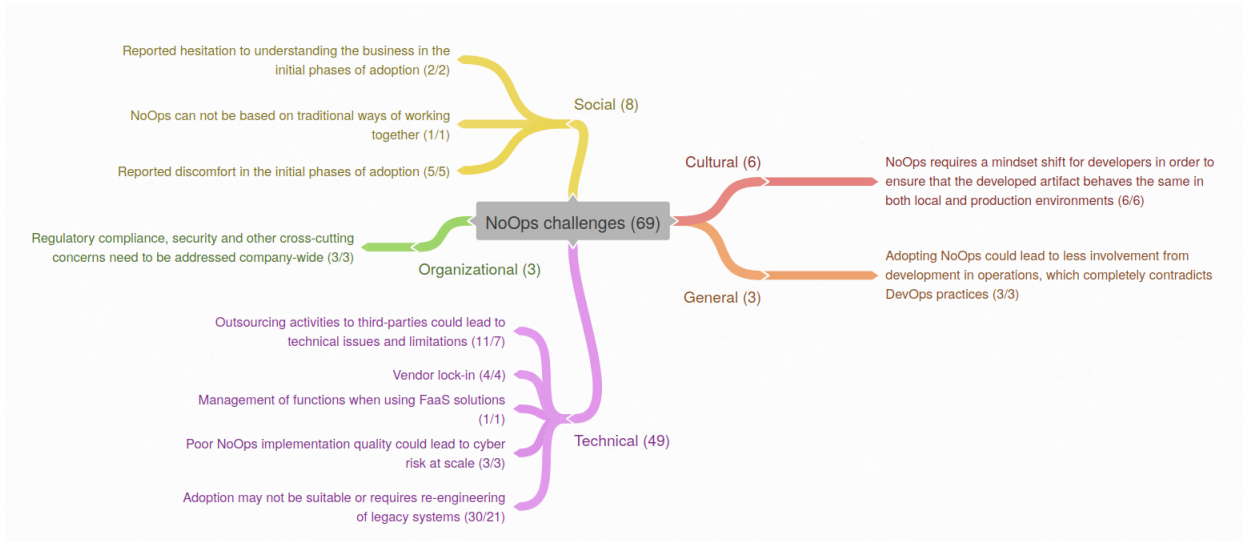 Reported hesitation to understanding the business in the
initial phases of adoption (2/2)
NoOps can not be based on traditional ways of working
together (1/1)
Reported discomfort in the initial phases of adoption (5/5)
Social (8)
Regulatory compliance, security and other cross-cutting
concerns need to be addressed company-wide (3/3)
Organizational (3)
NoOps challenges (69)
Cultural (6)
NoOps requires a mindset shift for developers in order to
ensure that the developed artifact behaves the same in
both local and production environments (6/6)
General (3)
Adopting NoOps could lead to less involvement from
development in operations, which completely contradicts
DevOps practices (3/3)
Outsourcing activities to third-parties could lead to
technical issues and limitations (11/7)
Vendor lock-in (4/4)
Management of functions when using FaaS solutions
(1/1)
Poor NoOps implementation quality could lead to cyber
risk at scale (3/3)
Adoption may not be suitable or requires re-engineering
of legacy systems (30/21)
Technical (49)